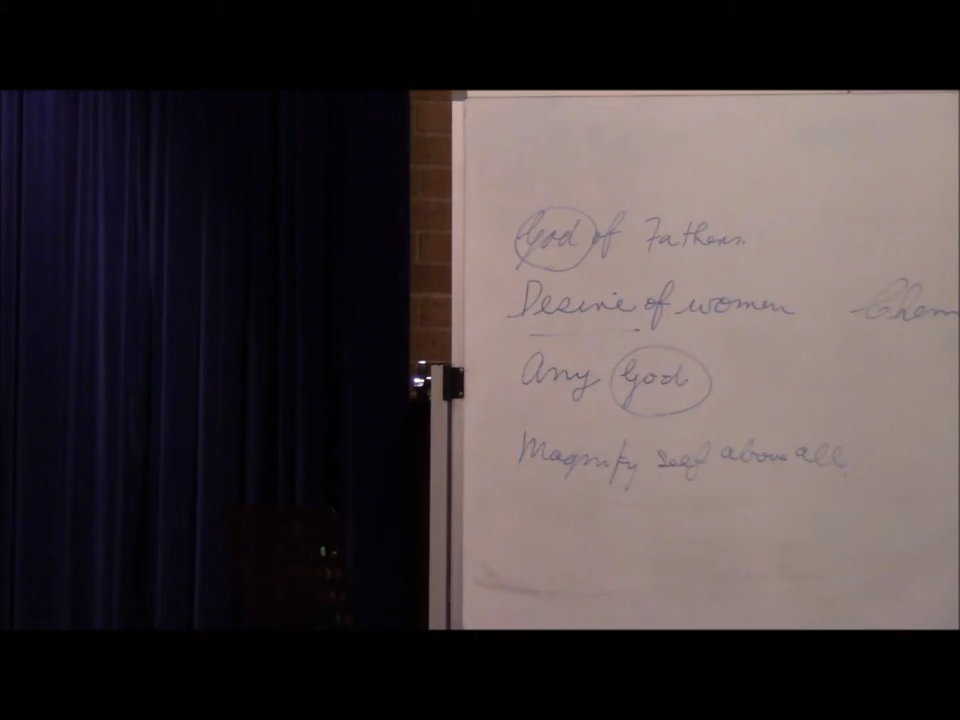 God of Fathers.
Desire of women
Any God
Magnify self above all